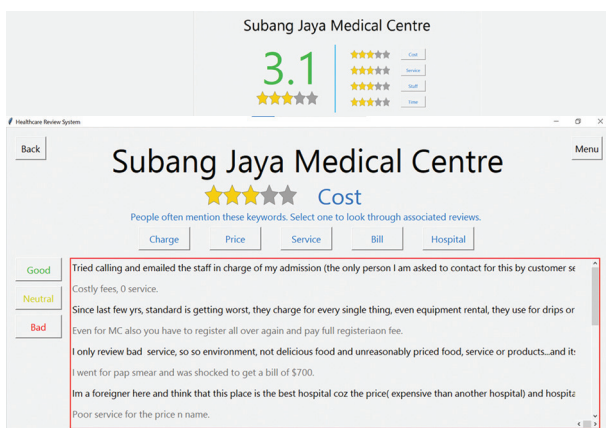 Subang Jaya Medical Centre
3.1
Cost
Service
Staff
Time
Healthcare Review System
Back
Menu
Subang Jaya Medical Centre
Cost
People often mention these keywords. Select one to look through associated reviews.
Charge
Price
Service
Bill
Hospital
Good
Neutral
Bad
Tried calling and emailed the staff in charge of my admission (the only person I am asked to contact for this by customer se
Costly fees, 0 service.
Since last few yrs, standard is getting worst, they charge for every single thing, even equipment rental, they use for drips or
Even for MC also you have to register all over again and pay full registeriaon fee.
I only review bad service, so so environment, not delicious food and unreasonably priced food, service or products...and its
I went for pap smear and was shocked to get a bill of $700.
Im a foreigner here and think that this place is the best hospital coz the price( expensive than another hospital) and hospita
Poor service for the price n name.